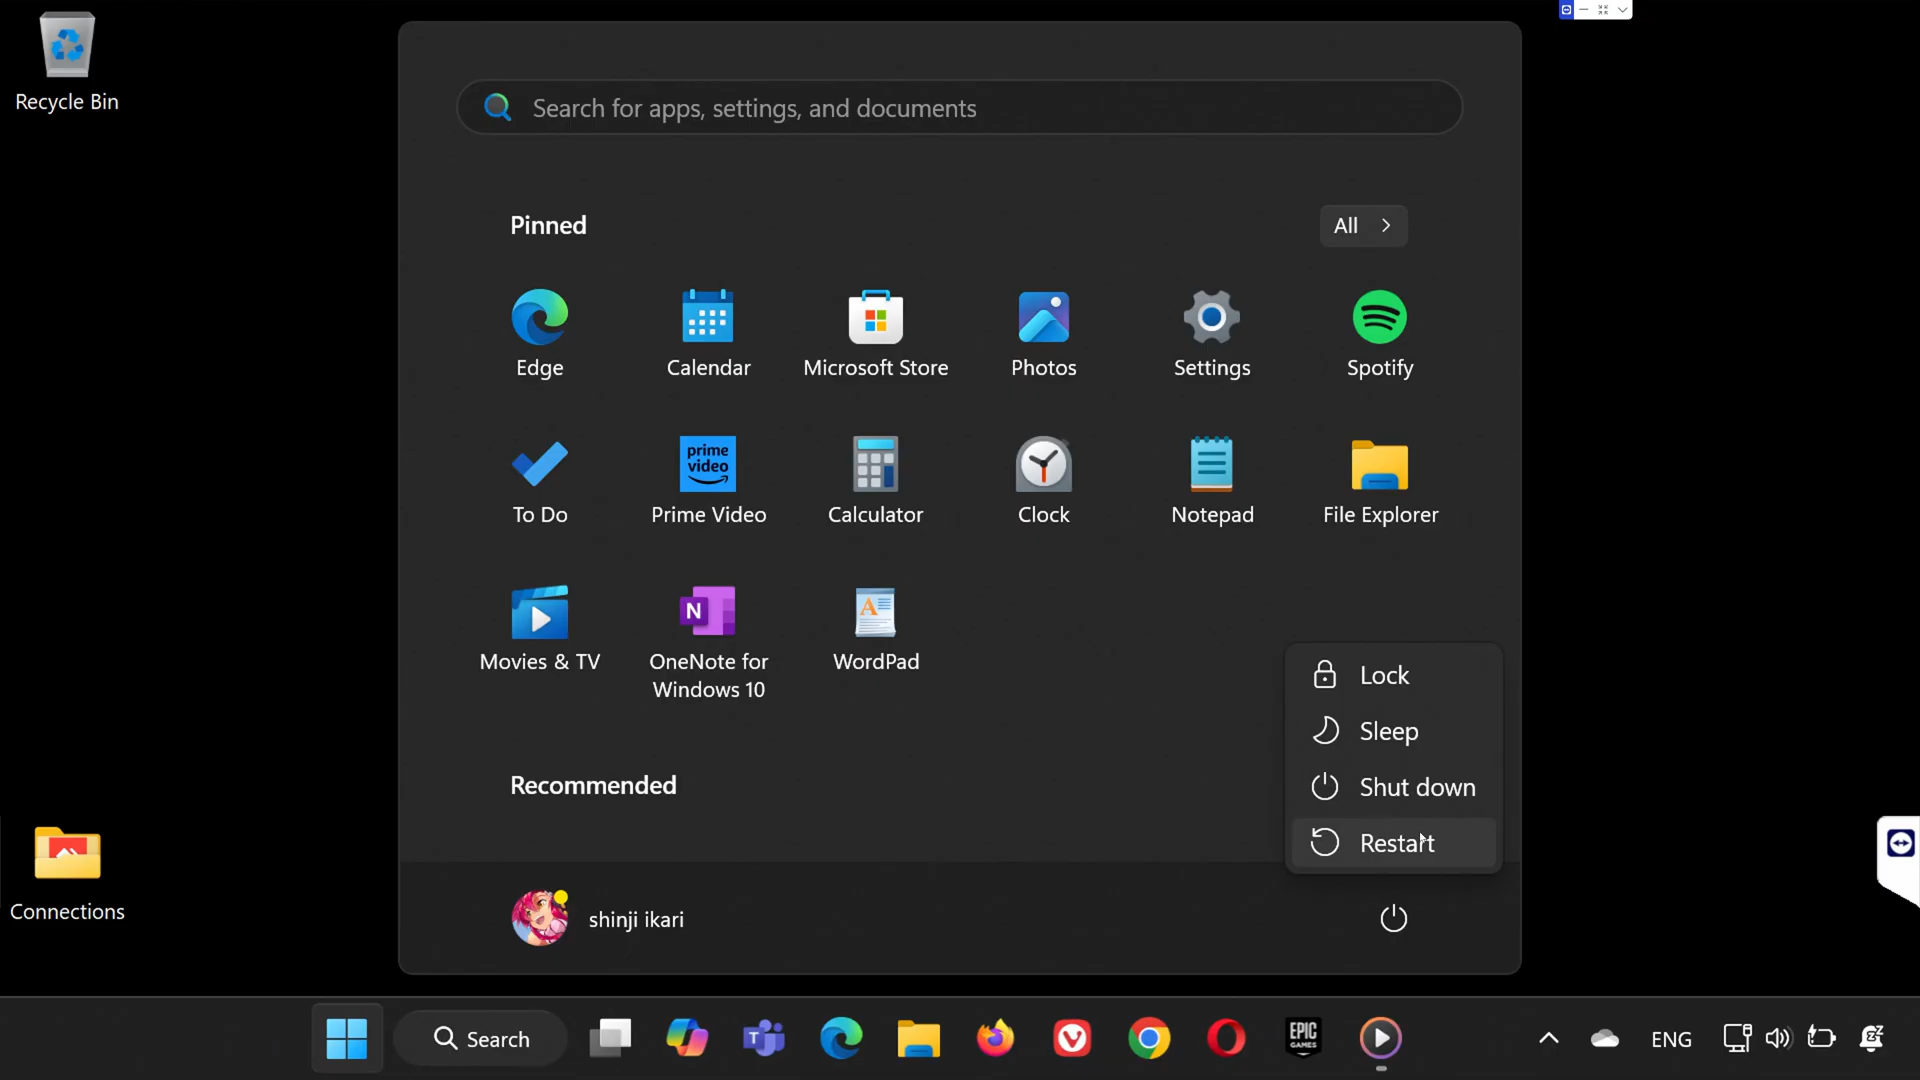 Recycle Bin
Search for apps, settings, and documents
Pinned
All
Edge
Calendar
Microsoft Store
Photos
Settings
Spotify
prime
video
To Do
Prime Video
Calculator
Clock
Notepad
File Explorer
N
A
Movies & TV
OneNote for
Windows 10
WordPad
Lock
Sleep
Shut down
Restart
Recommended
Connections
shinji ikari
Search
T
EPIC
GAMES
ENG